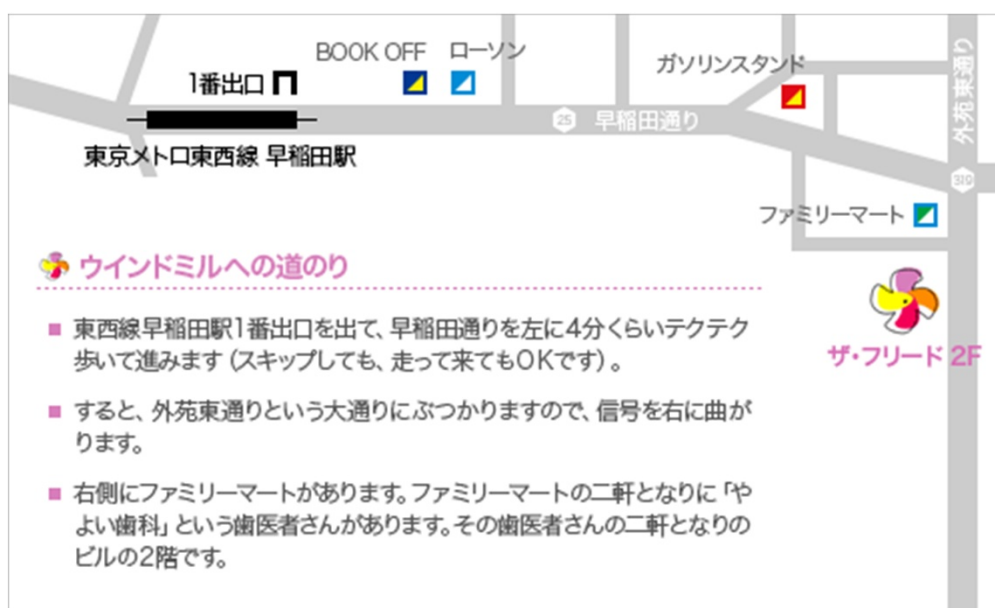 BOOK OFF
ローソン
1番出口
ガソリンスタンド
外苑東通り
25
早稲田通り
東京メトロ東西線 早稲田駅
319
ファミリーマート
ウインドミルへの道のり
東西線早稲田駅1番出口を出て、早稲田通りを左に4分くらいテクテク
歩いて進みます（スキップしても、走って来てもOKです）。
すると、外苑東通りという大通りにぶつかりますので、信号を右に曲が
ります。
右側にファミリーマートがあります。ファミリーマートの二軒となりに「や
よい歯科」という歯医者さんがあります。その歯医者さんの二軒となりの
ビルの2階です。
ザ・フリード 2F